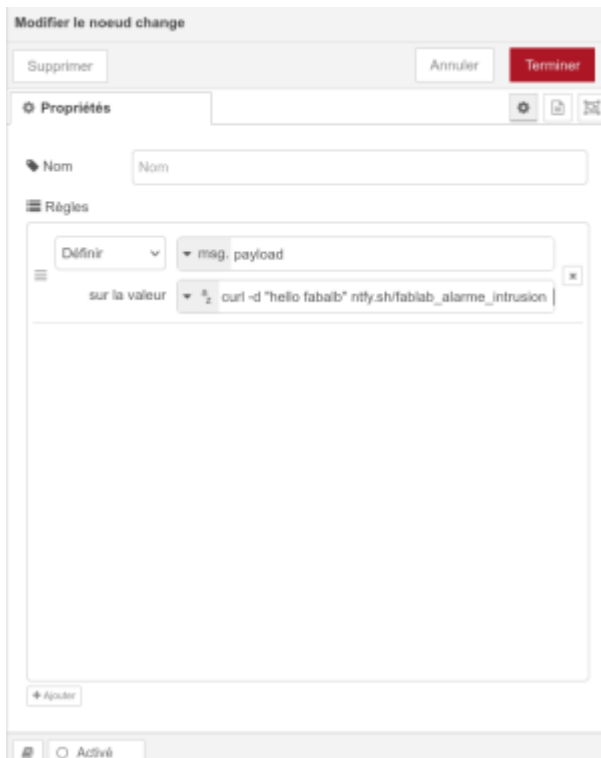 Modifier le noeud change
Supprimer Annuler Terminer
Propriétés
Nom Nom
Règles
Définir msg. payload
sur la valeur a z curl -d "hello fabalb" ntfy.sh/fablab_alarme_intrusion
+ Ajouter
Activé